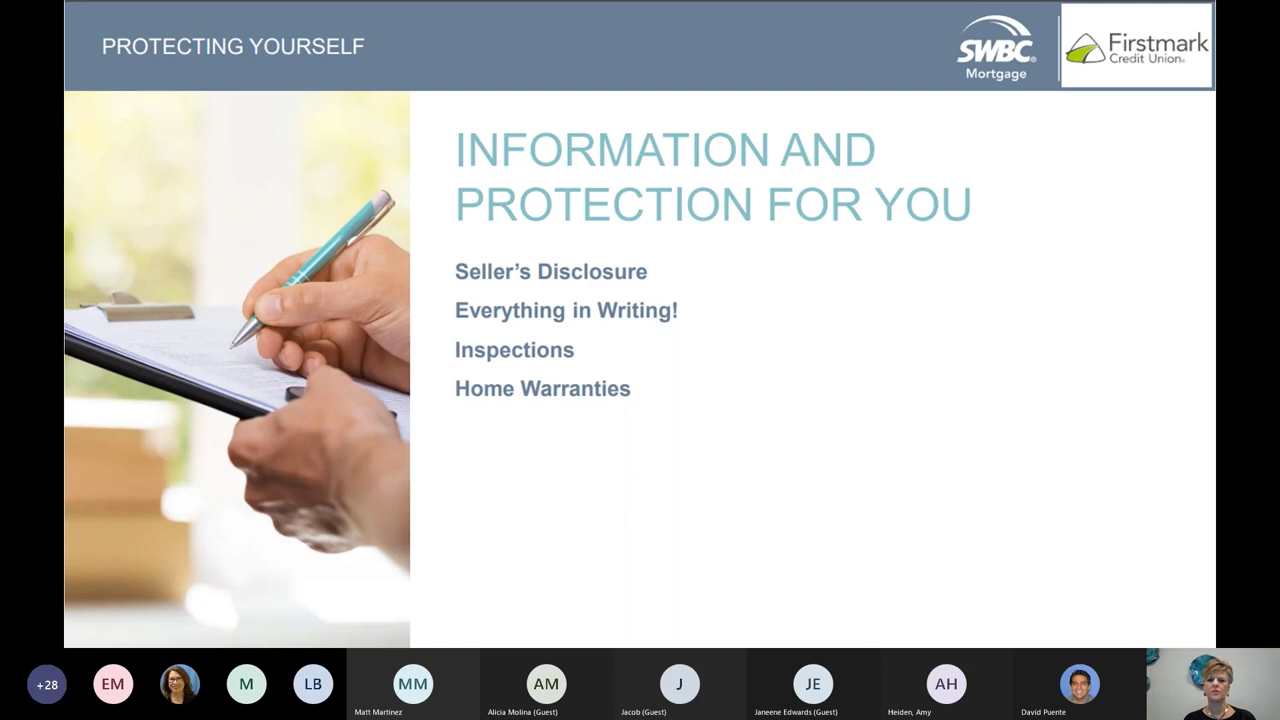 PROTECTING YOURSELF
SWBC
Mortgage
Firstmark
Credit Union
INFORMATION AND
PROTECTION FOR YOU
Seller's Disclosure
Everything in Writing!
Inspections
Home Warranties
+28
EM
M
LB
MM
AM
J
JE
AH
Matt Martinez
Alicia Molina (Guest)
Jacob (Guest)
Janeene Edwards (Guest)
Heiden, Amy
David Puente